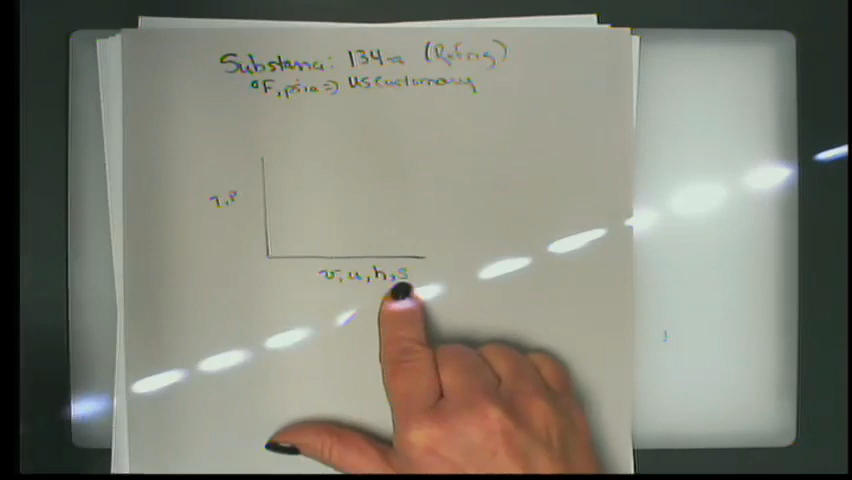 Substance: 134a (Refrig)
°F, psia => US Customary
T, P
v, u, h, s